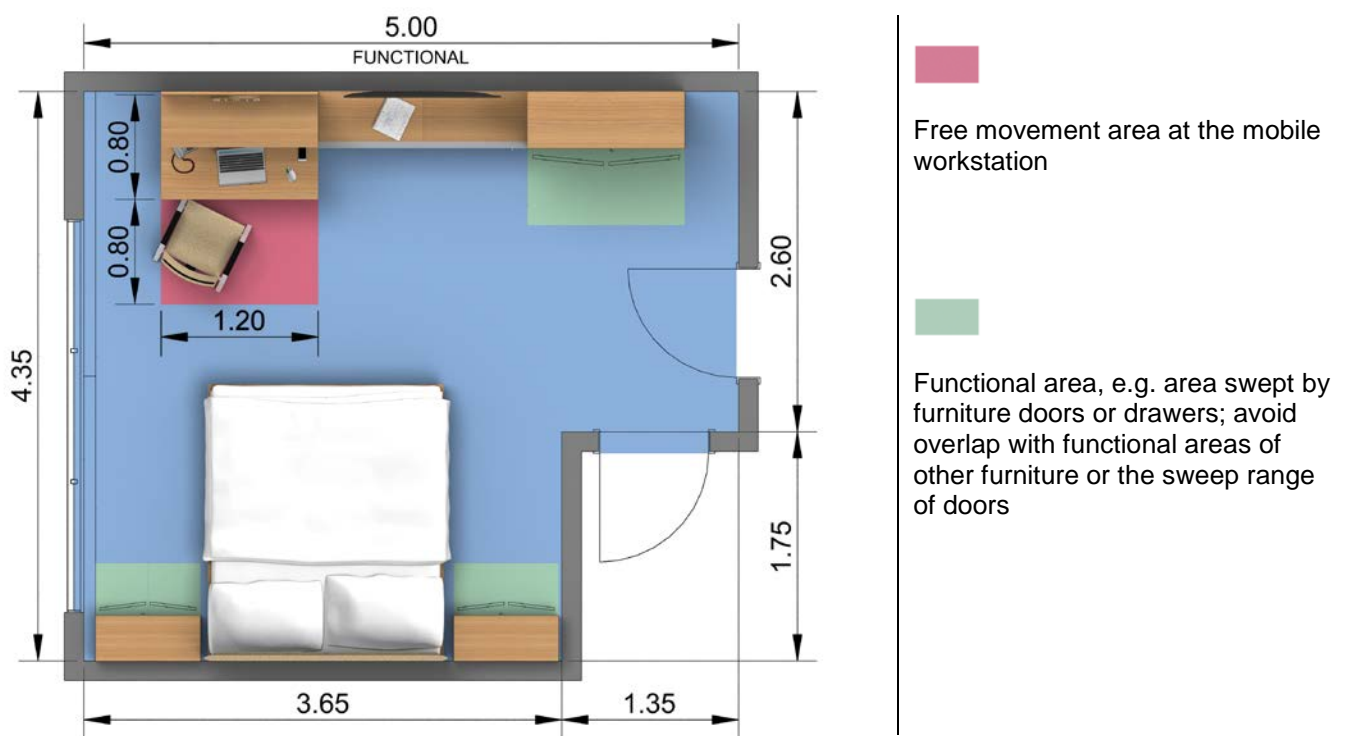 5.00
FUNCTIONAL
0.80
0.80
1.20
4.35
2.60
1.75
3.65
1.35
Free movement area at the mobile
workstation
Functional area, e.g. area swept by
furniture doors or drawers; avoid
overlap with functional areas of
other furniture or the sweep range
of doors